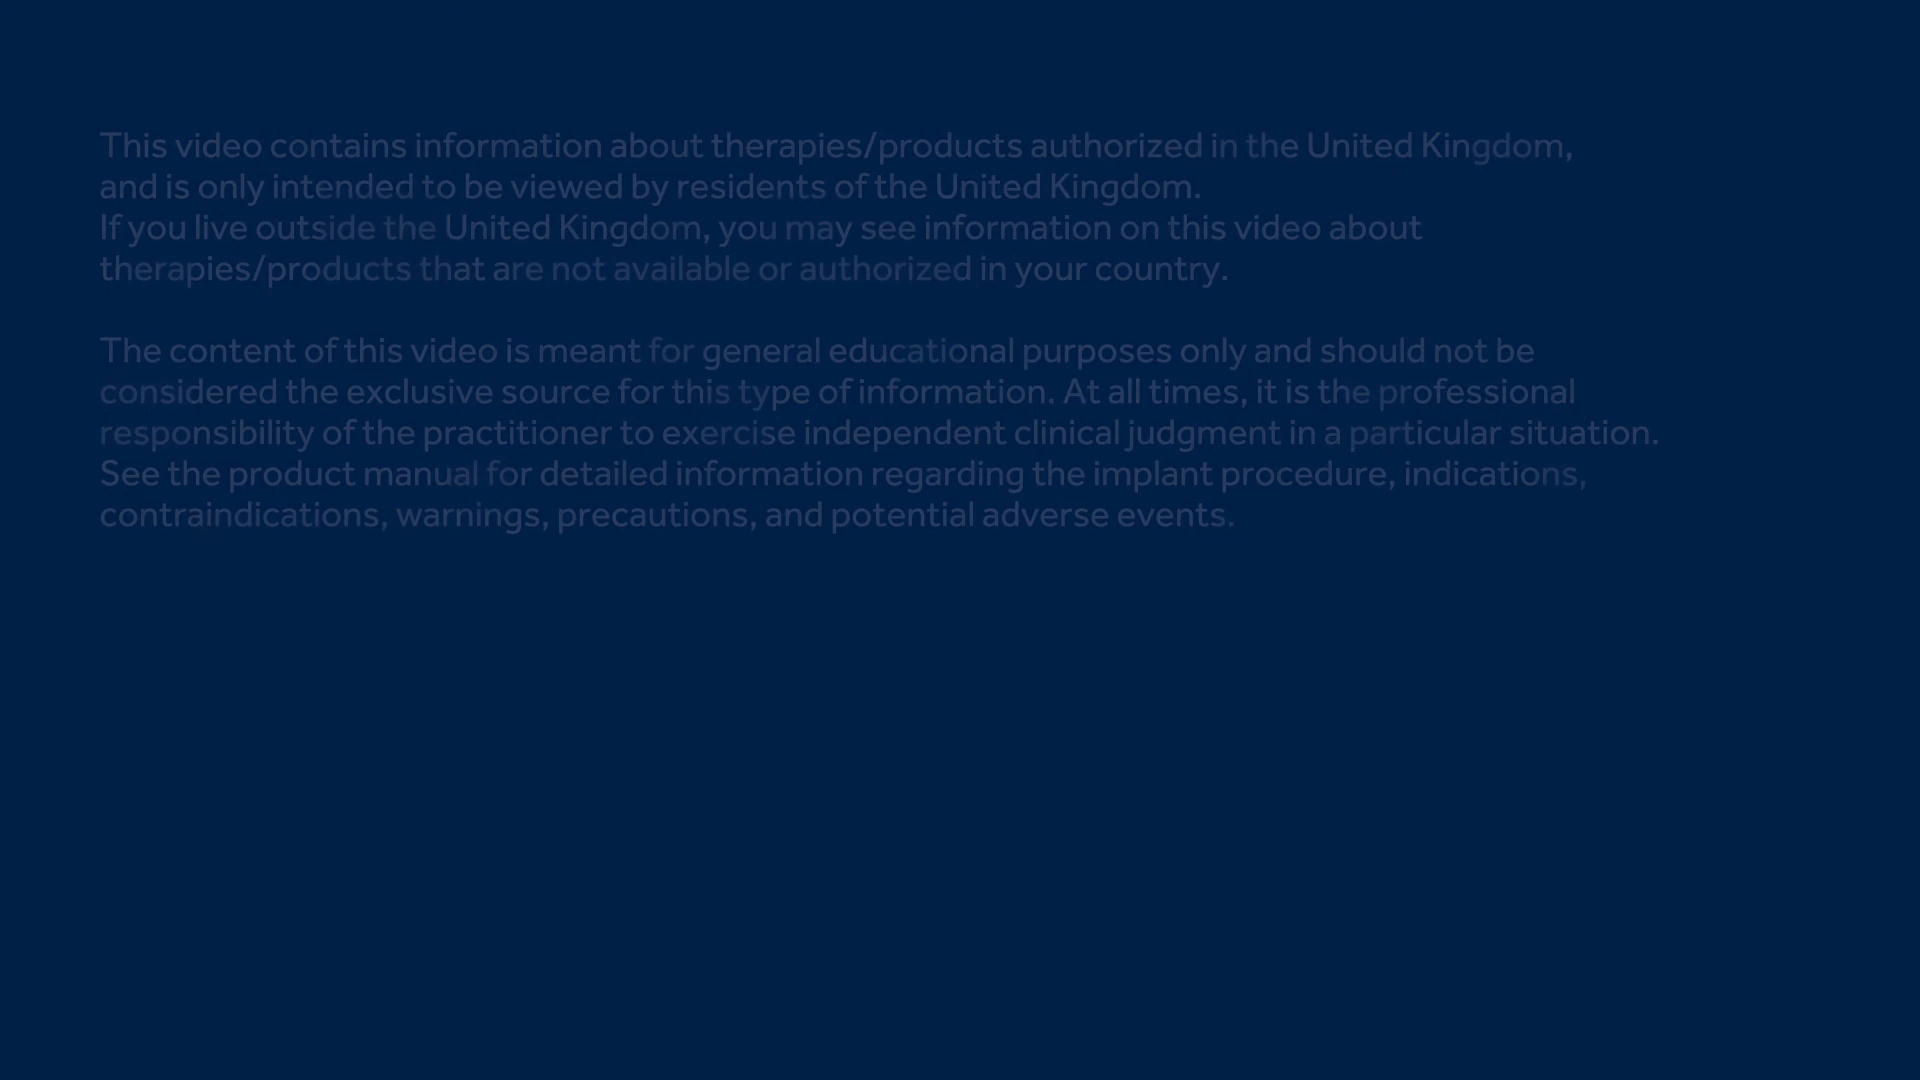 This video contains information about therapies/products authorized in the United Kingdom,
and is only intended to be viewed by residents of the United Kingdom.
If you live outside the United Kingdom, you may see information on this video about
therapies/products that are not available or authorized in your country.
The content of this video is meant for general educational purposes only and should not be
considered the exclusive source for this type of information. At all times, it is the professional
responsibility of the practitioner to exercise independent clinical judgment in a particular situation.
See the product manual for detailed information regarding the implant procedure, indications,
contraindications, warnings, precautions, and potential adverse events.